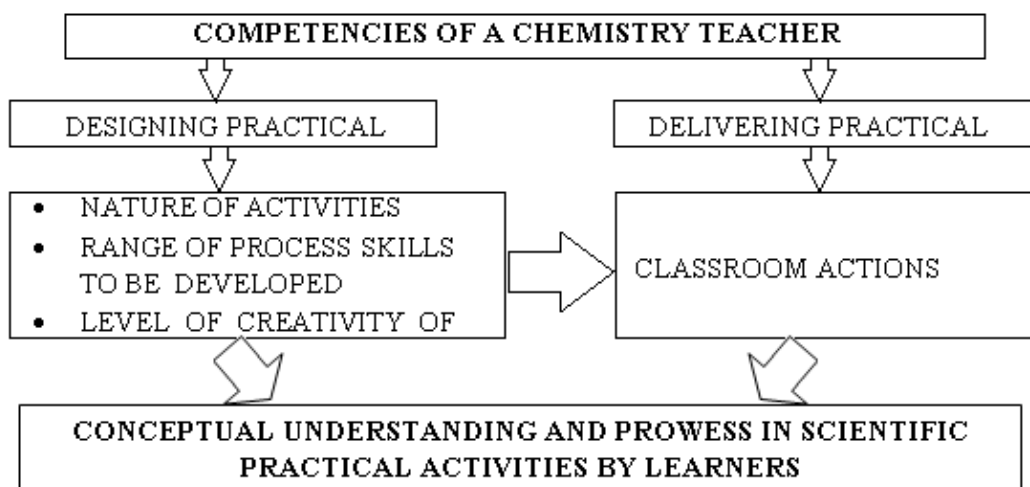 COMPETENCIES OF A CHEMISTRY TEACHER
DESIGNING PRACTICAL
DELIVERING PRACTICAL
• NATURE OF ACTIVITIES
• RANGE OF PROCESS SKILLS
TO BE DEVELOPED
• LEVEL OF CREATIVITY OF
CLASSROOM ACTIONS
CONCEPTUAL UNDERSTANDING AND PROWESS IN SCIENTIFIC
PRACTICAL ACTIVITIES BY LEARNERS